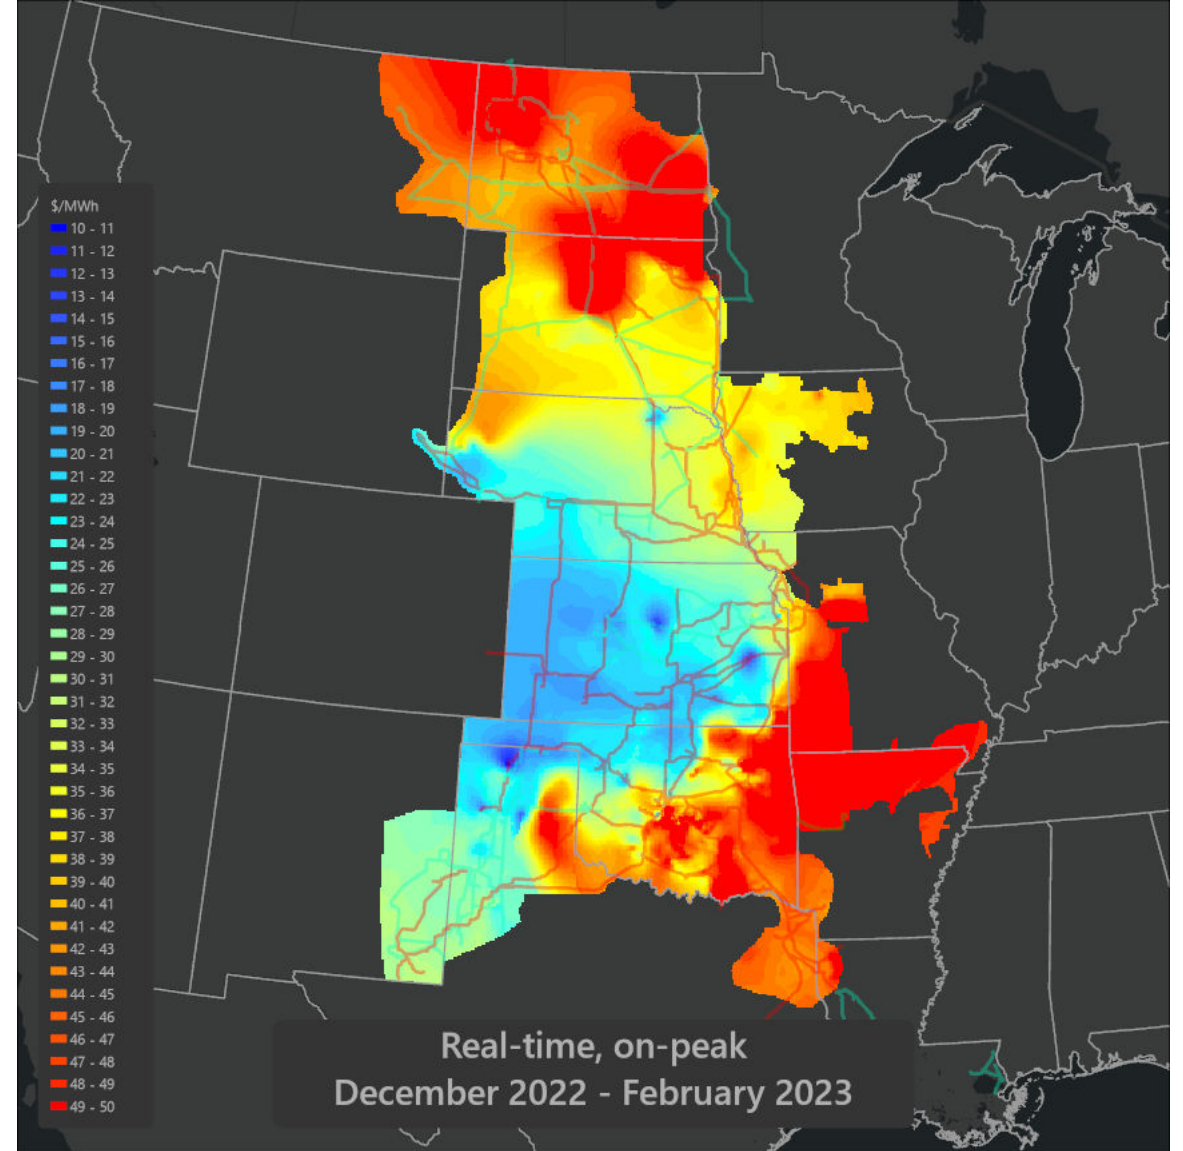 $/MWh
10 - 11
11 - 12
12 - 13
13 - 14
14 - 15
15 - 16
16 - 17
17 - 18
18 - 19
19 - 20
20 - 21
21 - 22
22 - 23
23 - 24
24 - 25
25 - 26
26 - 27
27 - 28
28 - 29
29 - 30
30 - 31
31 - 32
32 - 33
33 - 34
34 - 35
35 - 36
36 - 37
37 - 38
38 - 39
39 - 40
40 - 41
41 - 42
42 - 43
43 - 44
44 - 45
45 - 46
46 - 47
47 - 48
48 - 49
49 - 50
Real-time, on-peak
December 2022 - February 2023